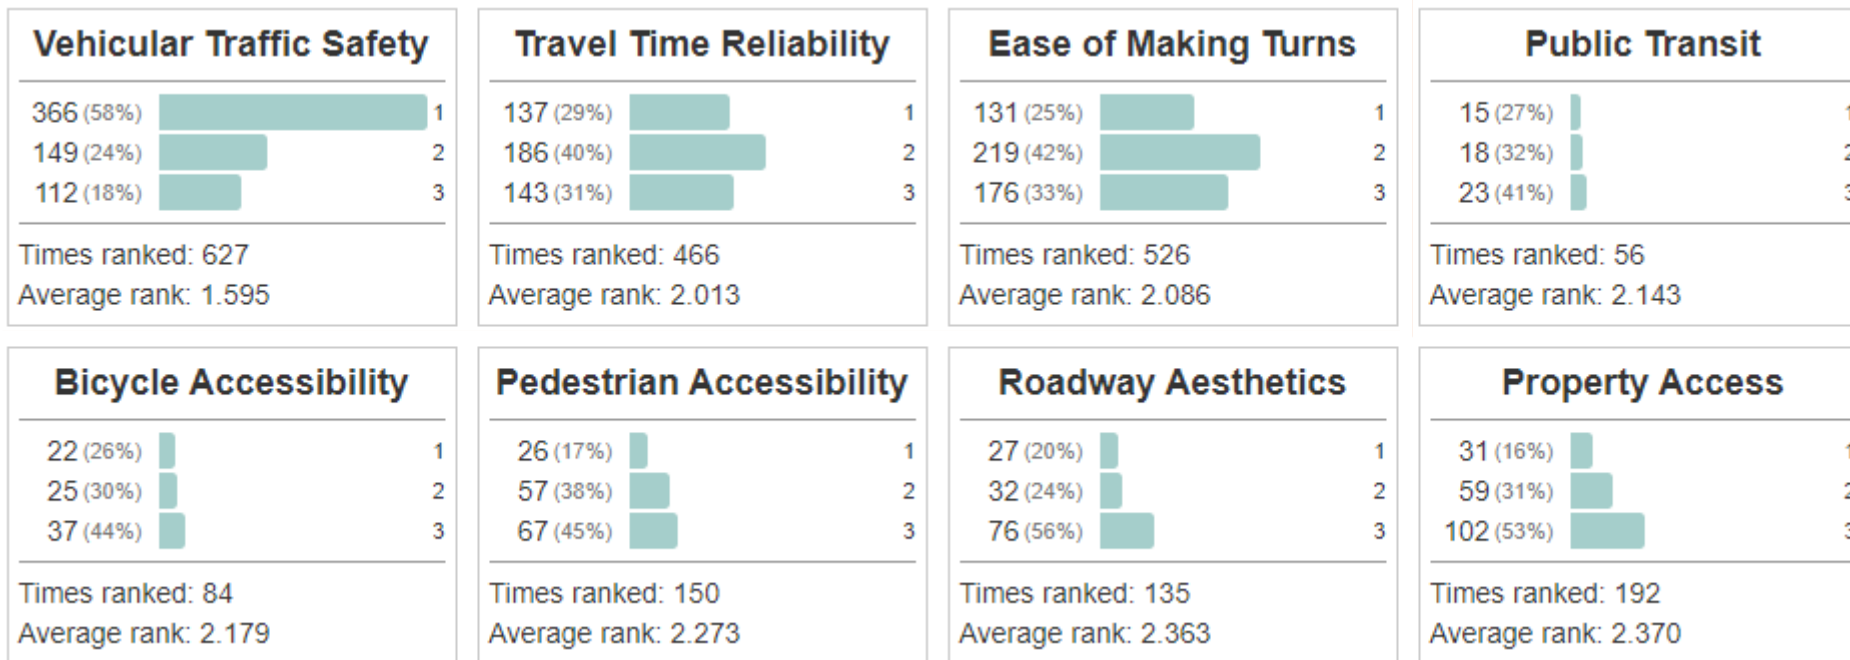 Vehicular Traffic Safety
366 (58%) 1
149 (24%) 2
112 (18%) 3
Times ranked: 627
Average rank: 1.595
Travel Time Reliability
137 (29%) 1
186 (40%) 2
143 (31%) 3
Times ranked: 466
Average rank: 2.013
Ease of Making Turns
131 (25%) 1
219 (42%) 2
176 (33%) 3
Times ranked: 526
Average rank: 2.086
Public Transit
15 (27%) 1
18 (32%) 2
23 (41%) 3
Times ranked: 56
Average rank: 2.143
Bicycle Accessibility
22 (26%) 1
25 (30%) 2
37 (44%) 3
Times ranked: 84
Average rank: 2.179
Pedestrian Accessibility
26 (17%) 1
57 (38%) 2
67 (45%) 3
Times ranked: 150
Average rank: 2.273
Roadway Aesthetics
27 (20%) 1
32 (24%) 2
76 (56%) 3
Times ranked: 135
Average rank: 2.363
Property Access
31 (16%) 1
59 (31%) 2
102 (53%) 3
Times ranked: 192
Average rank: 2.370